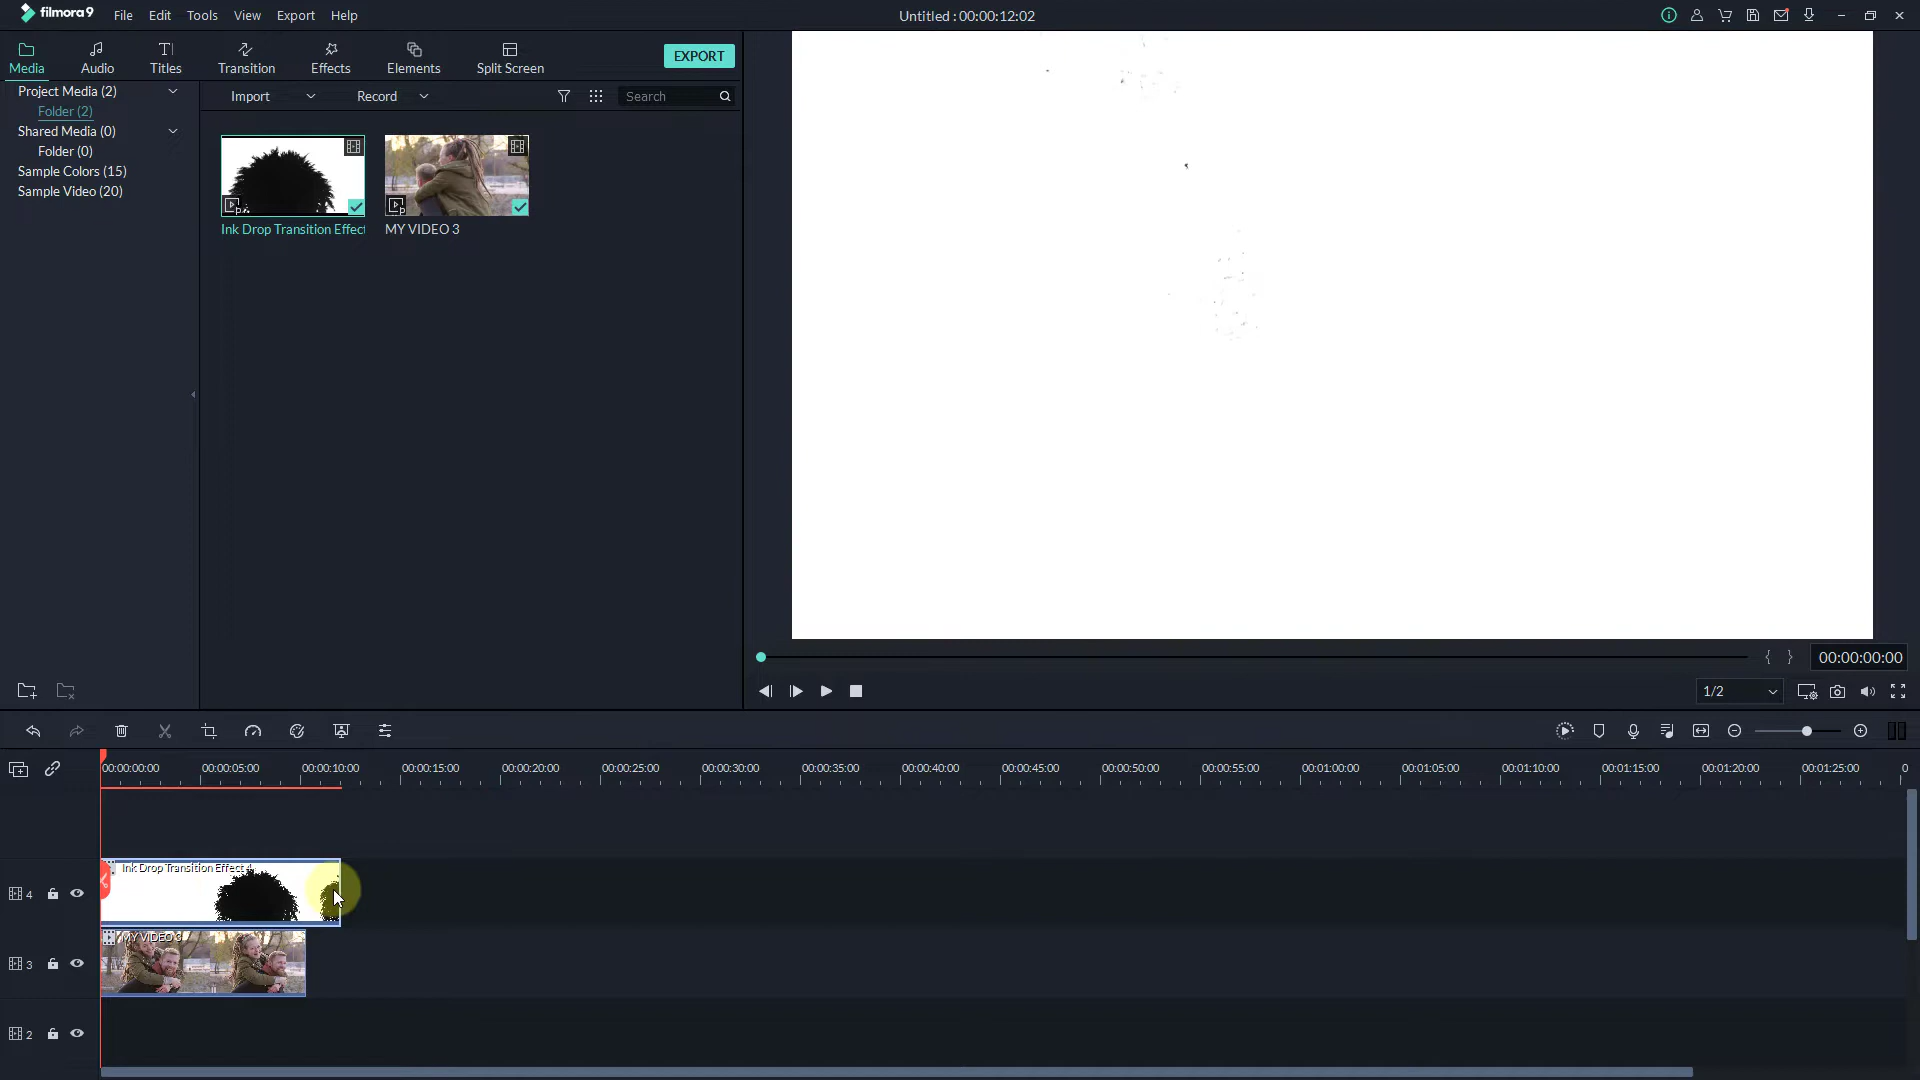 filmora9 File Edit Tools View Export Help Untitled : 00:00:12:02
Media Audio Titles Transition Effects Elements Split Screen EXPORT
Project Media (2)
Folder (2)
Shared Media (0)
Folder (0)
Sample Colors (15)
Sample Video (20)
Import Record Search
Ink Drop Transition Effect
MY VIDEO 3
00:00:00:00
1/2
00:00:00:00 00:00:05:00 00:00:10:00 00:00:15:00 00:00:20:00 00:00:25:00 00:00:30:00 00:00:35:00 00:00:40:00 00:00:45:00 00:00:50:00 00:00:55:00 00:01:00:00 00:01:05:00 00:01:10:00 00:01:15:00 00:01:20:00 00:01:25:00 0
Ink Drop Transition Effect 4
4
MY VIDEO 3
3
2